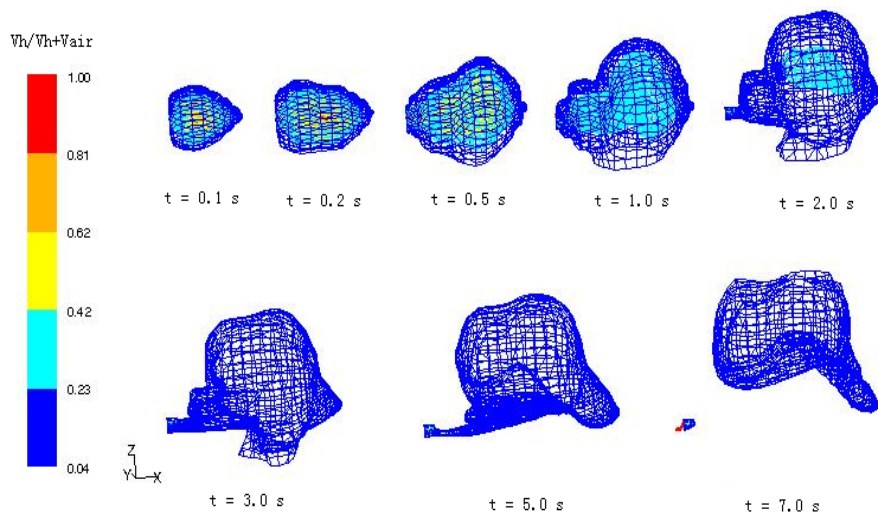 Vh/Vh+Vair
1.00
0.81
0.62
0.42
0.23
0.04
t = 0.1 s
t = 0.2 s
t = 0.5 s
t = 1.0 s
t = 2.0 s
Z
Y X
t = 3.0 s
t = 5.0 s
t = 7.0 s